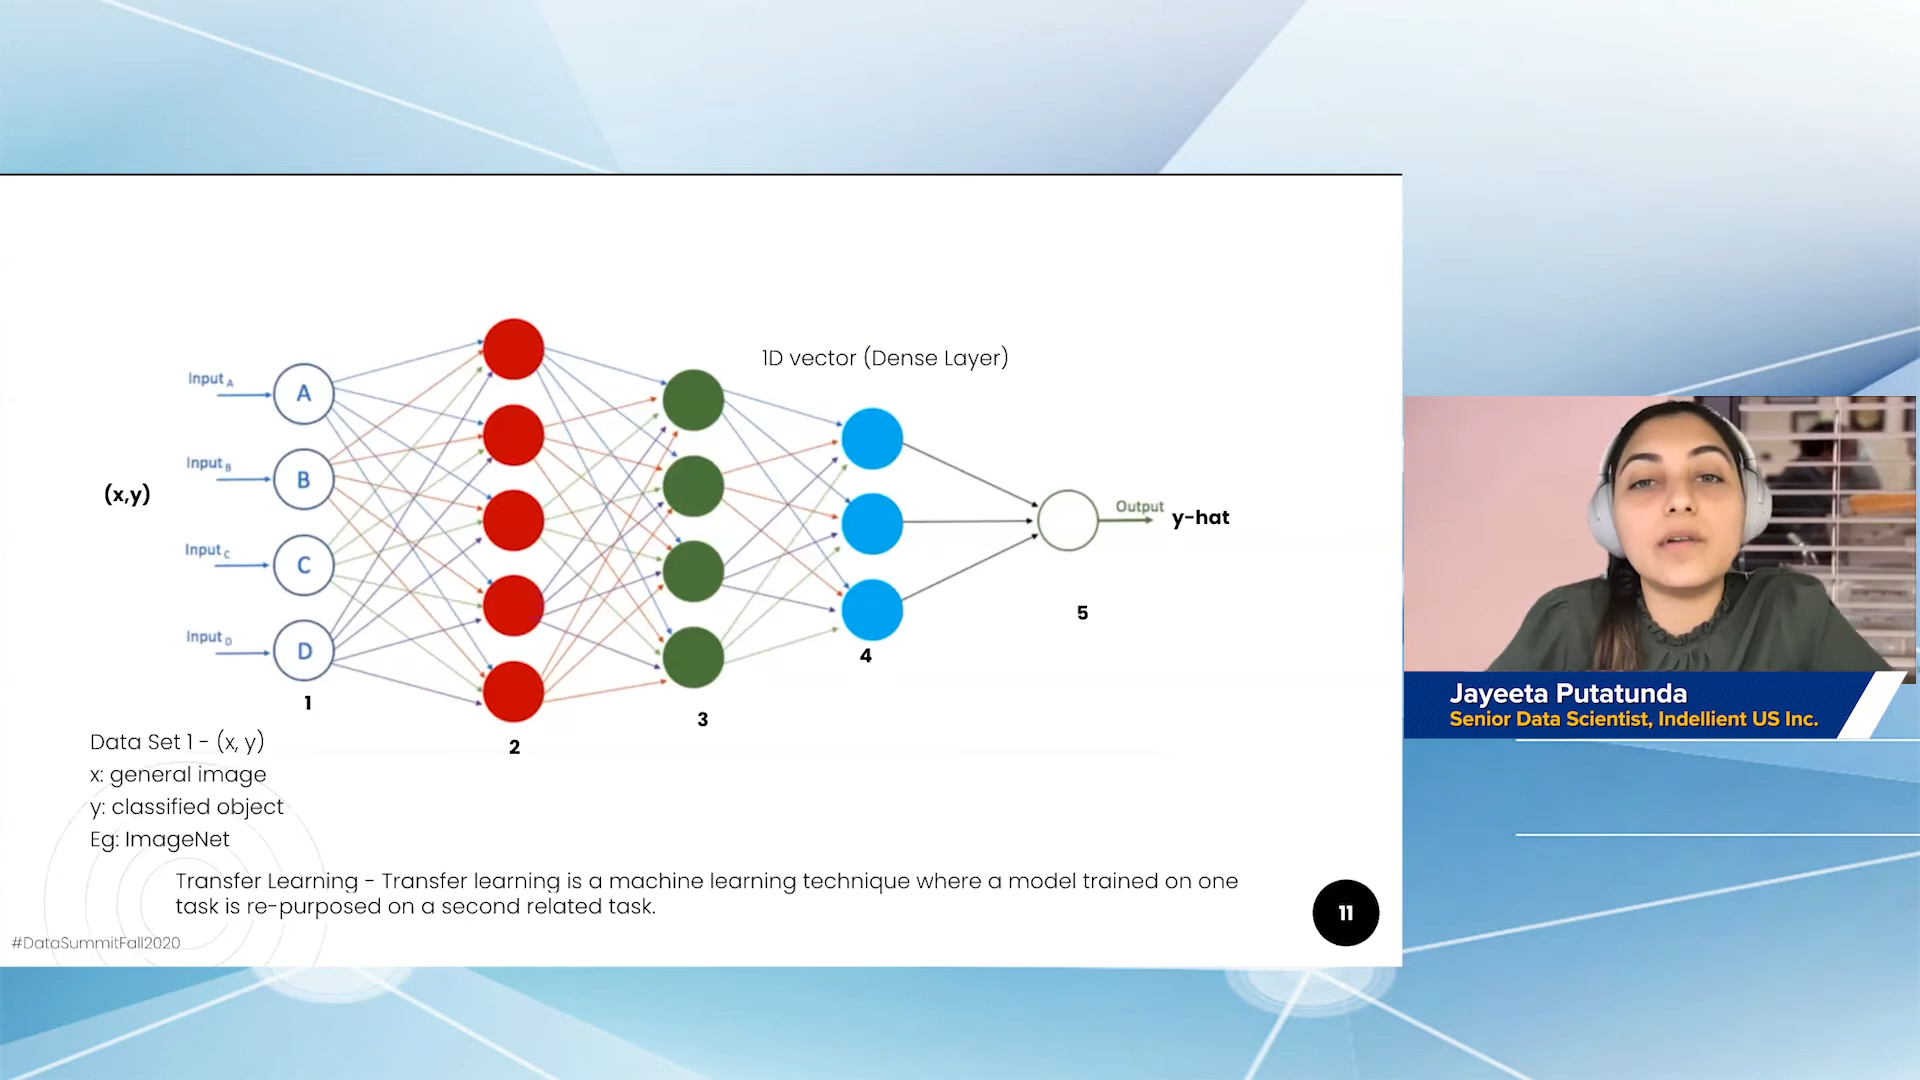 1D vector (Dense Layer)
Input A
A
Input B
B
(x,y)
Input C
C
Input D
D
Output
y-hat
1
2
3
4
5
Data Set 1 - (x, y)
x: general image
y: classified object
Eg: ImageNet
Transfer Learning - Transfer learning is a machine learning technique where a model trained on one
task is re-purposed on a second related task.
11
#DataSummitFall2020
Jayeeta Putatunda
Senior Data Scientist, Indellient US Inc.